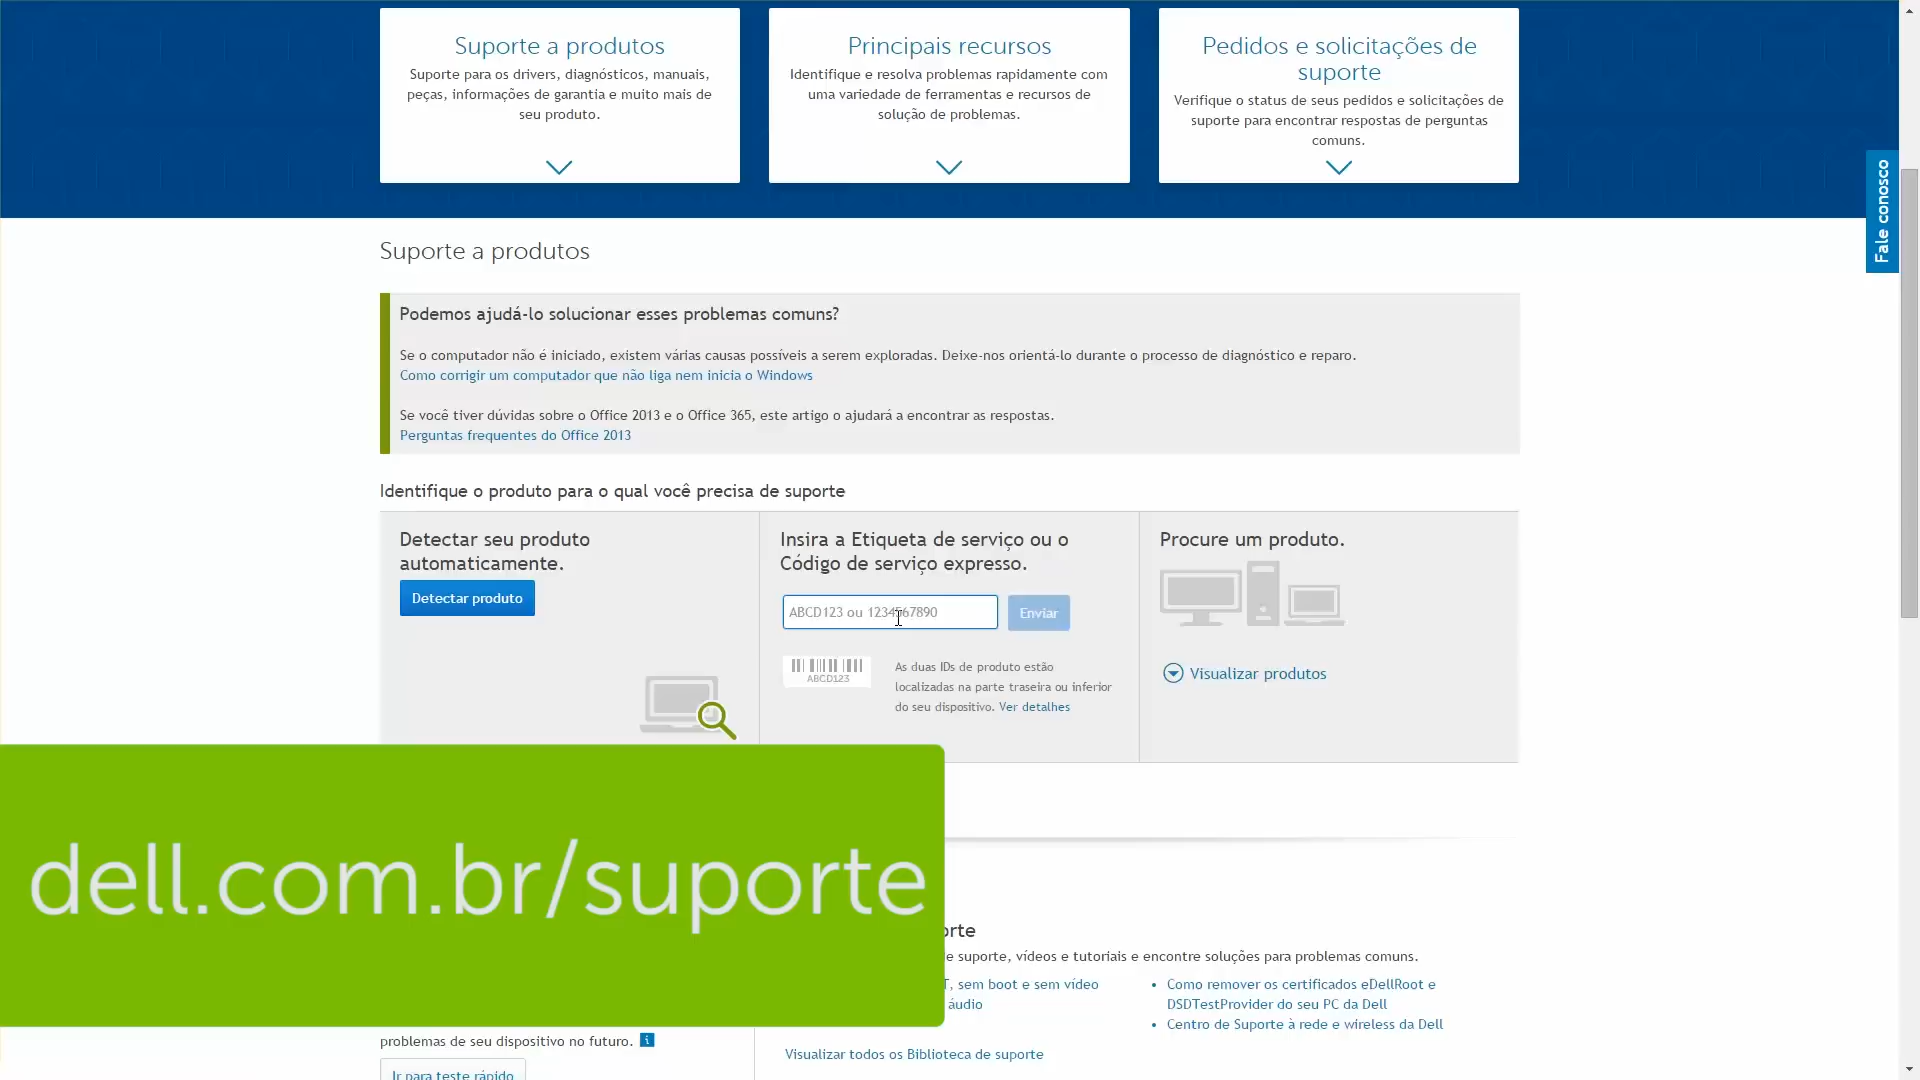 Suporte a produtos
Suporte para os drivers, diagnósticos, manuais,
peças, informações de garantia e muito mais de
seu produto.
Principais recursos
Identifique e resolva problemas rapidamente com
uma variedade de ferramentas e recursos de
solução de problemas.
Pedidos e solicitações de
suporte
Verifique o status de seus pedidos e solicitações de
suporte para encontrar respostas de perguntas
comuns.
Fale conosco
Suporte a produtos
Podemos ajudá-lo solucionar esses problemas comuns?
Se o computador não é iniciado, existem várias causas possíveis a serem exploradas. Deixe-nos orientá-lo durante o processo de diagnóstico e reparo.
Como corrigir um computador que não liga nem inicia o Windows
Se você tiver dúvidas sobre o Office 2013 e o Office 365, este artigo o ajudará a encontrar as respostas.
Perguntas frequentes do Office 2013
Identifique o produto para o qual você precisa de suporte
Detectar seu produto
automaticamente.
Detectar produto
Insira a Etiqueta de serviço ou o
Código de serviço expresso.
ABCD123 ou 1234567890
Enviar
ABCD123
As duas IDs de produto estão
localizadas na parte traseira ou inferior
do seu dispositivo. Ver detalhes
Procure um produto.
Visualizar produtos
dell.com.br/suporte
orte
e suporte, vídeos e tutoriais e encontre soluções para problemas comuns.
T, sem boot e sem vídeo
áudio
Como remover os certificados eDellRoot e
DSDTestProvider do seu PC da Dell
Centro de Suporte à rede e wireless da Dell
problemas de seu dispositivo no futuro.
Visualizar todos os Biblioteca de suporte
Ir para teste rápido